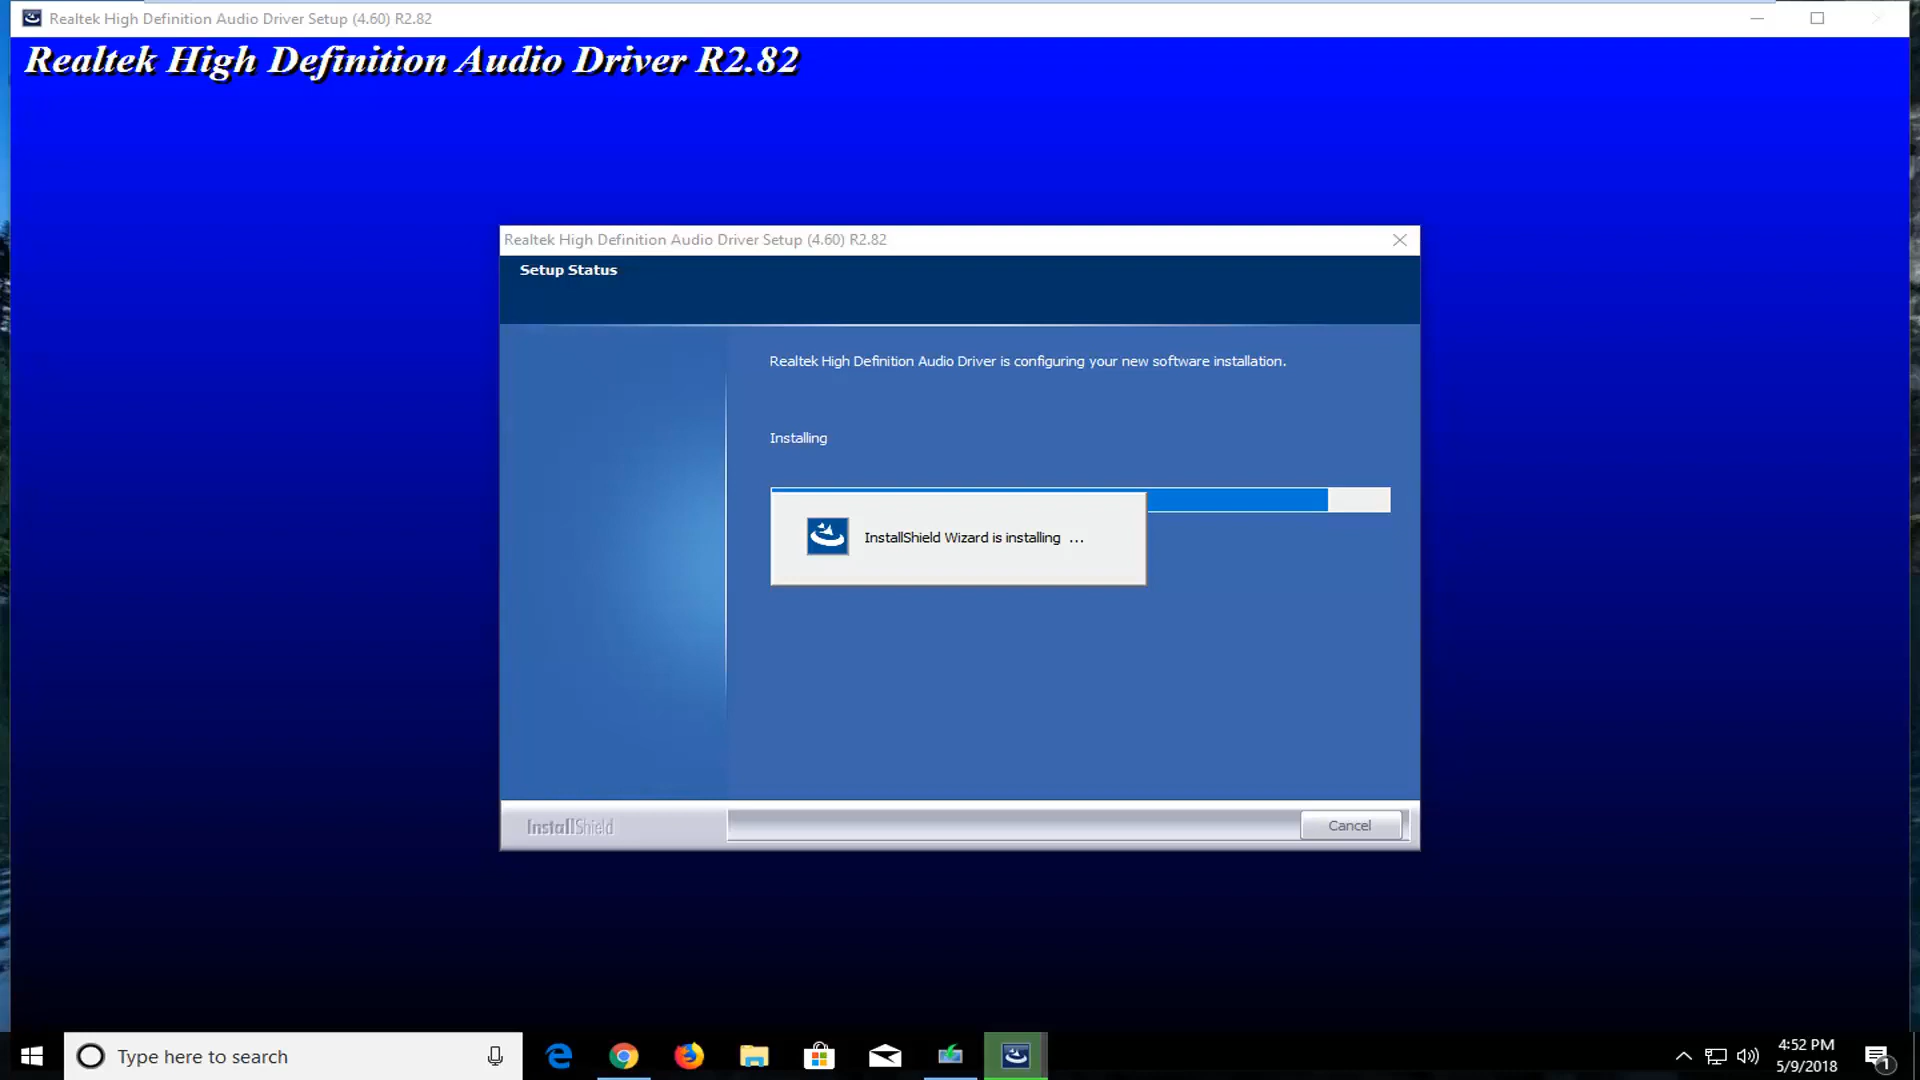 Realtek High Definition Audio Driver Setup (4.60) R2.82
Realtek High Definition Audio Driver R2.82
Realtek High Definition Audio Driver Setup (4.60) R2.82
Setup Status
Realtek High Definition Audio Driver is configuring your new software installation.
Installing
InstallShield Wizard is installing ...
InstallShield
Cancel
Type here to search
4:52 PM
5/9/2018
1